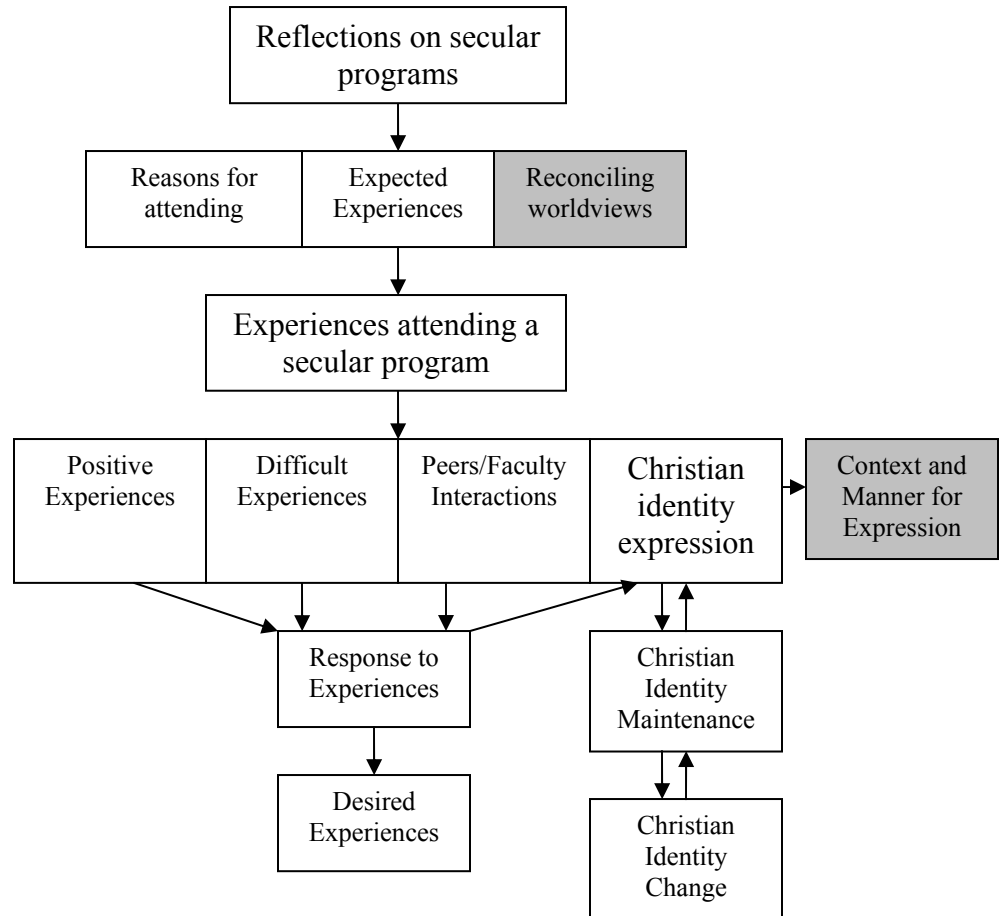 Reflections on secular
programs
Reasons for
attending
Expected
Experiences
Reconciling
worldviews
Experiences attending a
secular program
Positive
Experiences
Difficult
Experiences
Peers/Faculty
Interactions
Christian
identity
expression
Context and
Manner for
Expression
Response to
Experiences
Christian
Identity
Maintenance
Desired
Experiences
Christian
Identity
Change